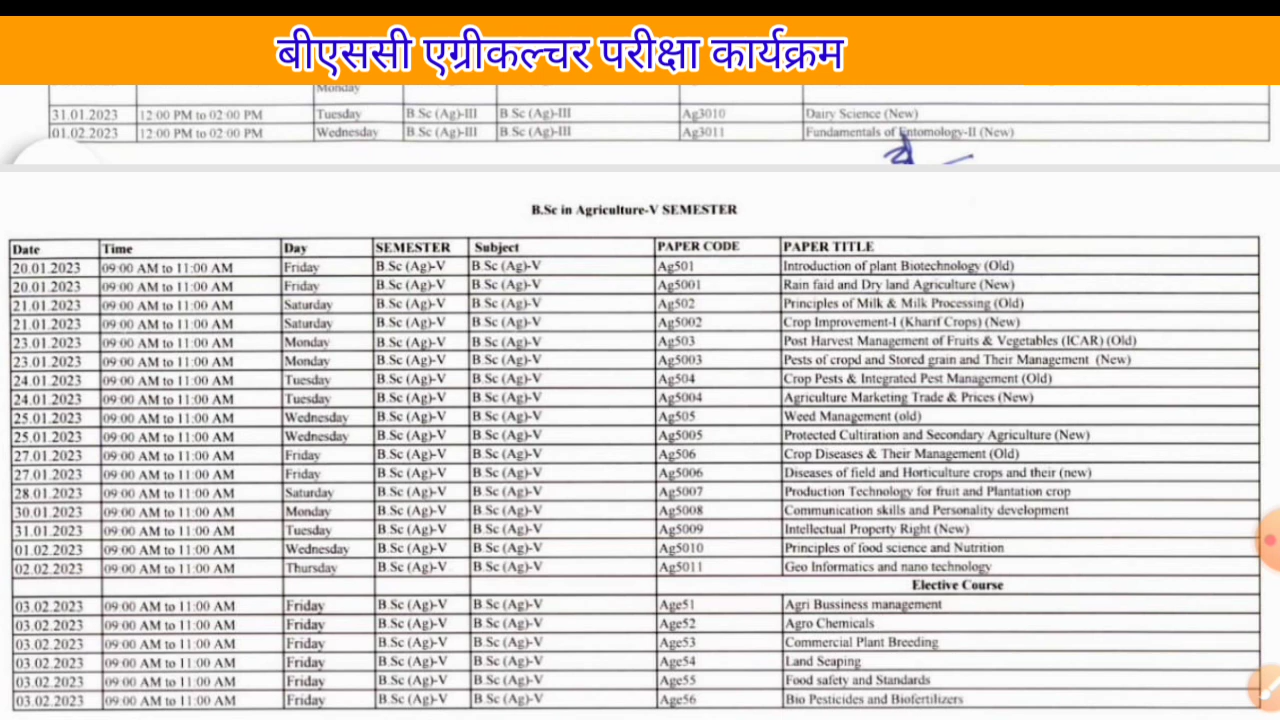 बीएससी एग्रीकल्चर परीक्षा कार्यक्रम
Monday
31.01.2023 12:00 PM to 02:00 PM Tuesday B.Sc (Ag)-III B.Sc (Ag)-III Ag3010 Dairy Science (New)
01.02.2023 12:00 PM to 02:00 PM Wednesday B.Sc (Ag)-III B.Sc (Ag)-III Ag3011 Fundamentals of Entomology-II (New)
B.Sc in Agriculture-V SEMESTER
Date Time Day SEMESTER Subject PAPER CODE PAPER TITLE
20.01.2023 09:00 AM to 11:00 AM Friday B.Sc (Ag)-V B.Sc (Ag)-V Ag501 Introduction of plant Biotechnology (Old)
20.01.2023 09:00 AM to 11:00 AM Friday B.Sc (Ag)-V B.Sc (Ag)-V Ag5001 Rain faid and Dry land Agriculture (New)
21.01.2023 09:00 AM to 11:00 AM Saturday B.Sc (Ag)-V B.Sc (Ag)-V Ag502 Principles of Milk & Milk Processing (Old)
21.01.2023 09:00 AM to 11:00 AM Saturday B.Sc (Ag)-V B.Sc (Ag)-V Ag5002 Crop Improvement-I (Kharif Crops) (New)
23.01.2023 09:00 AM to 11:00 AM Monday B.Sc (Ag)-V B.Sc (Ag)-V Ag503 Post Harvest Management of Fruits & Vegetables (ICAR) (Old)
23.01.2023 09:00 AM to 11:00 AM Monday B.Sc (Ag)-V B.Sc (Ag)-V Ag5003 Pests of cropd and Stored grain and Their Management (New)
24.01.2023 09:00 AM to 11:00 AM Tuesday B.Sc (Ag)-V B.Sc (Ag)-V Ag504 Crop Pests & Integrated Pest Management (Old)
24.01.2023 09:00 AM to 11:00 AM Tuesday B.Sc (Ag)-V B.Sc (Ag)-V Ag5004 Agriculture Marketing Trade & Prices (New)
25.01.2023 09:00 AM to 11:00 AM Wednesday B.Sc (Ag)-V B.Sc (Ag)-V Ag505 Weed Management (old)
25.01.2023 09:00 AM to 11:00 AM Wednesday B.Sc (Ag)-V B.Sc (Ag)-V Ag5005 Protected Cultiration and Secondary Agriculture (New)
27.01.2023 09:00 AM to 11:00 AM Friday B.Sc (Ag)-V B.Sc (Ag)-V Ag506 Crop Diseases & Their Management (Old)
27.01.2023 09:00 AM to 11:00 AM Friday B.Sc (Ag)-V B.Sc (Ag)-V Ag5006 Diseases of field and Horticulture crops and their (new)
28.01.2023 09:00 AM to 11:00 AM Saturday B.Sc (Ag)-V B.Sc (Ag)-V Ag5007 Production Technology for fruit and Plantation crop
30.01.2023 09:00 AM to 11:00 AM Monday B.Sc (Ag)-V B.Sc (Ag)-V Ag5008 Communication skills and Personality development
31.01.2023 09:00 AM to 11:00 AM Tuesday B.Sc (Ag)-V B.Sc (Ag)-V Ag5009 Intellectual Property Right (New)
01.02.2023 09:00 AM to 11:00 AM Wednesday B.Sc (Ag)-V B.Sc (Ag)-V Ag5010 Principles of food science and Nutrition
02.02.2023 09:00 AM to 11:00 AM Thursday B.Sc (Ag)-V B.Sc (Ag)-V Ag5011 Geo Informatics and nano technology
Elective Course
03.02.2023 09:00 AM to 11:00 AM Friday B.Sc (Ag)-V B.Sc (Ag)-V Age51 Agri Bussiness management
03.02.2023 09:00 AM to 11:00 AM Friday B.Sc (Ag)-V B.Sc (Ag)-V Age52 Agro Chemicals
03.02.2023 09:00 AM to 11:00 AM Friday B.Sc (Ag)-V B.Sc (Ag)-V Age53 Commercial Plant Breeding
03.02.2023 09:00 AM to 11:00 AM Friday B.Sc (Ag)-V B.Sc (Ag)-V Age54 Land Scaping
03.02.2023 09:00 AM to 11:00 AM Friday B.Sc (Ag)-V B.Sc (Ag)-V Age55 Food safety and Standards
03.02.2023 09:00 AM to 11:00 AM Friday B.Sc (Ag)-V B.Sc (Ag)-V Age56 Bio Pesticides and Biofertilizers